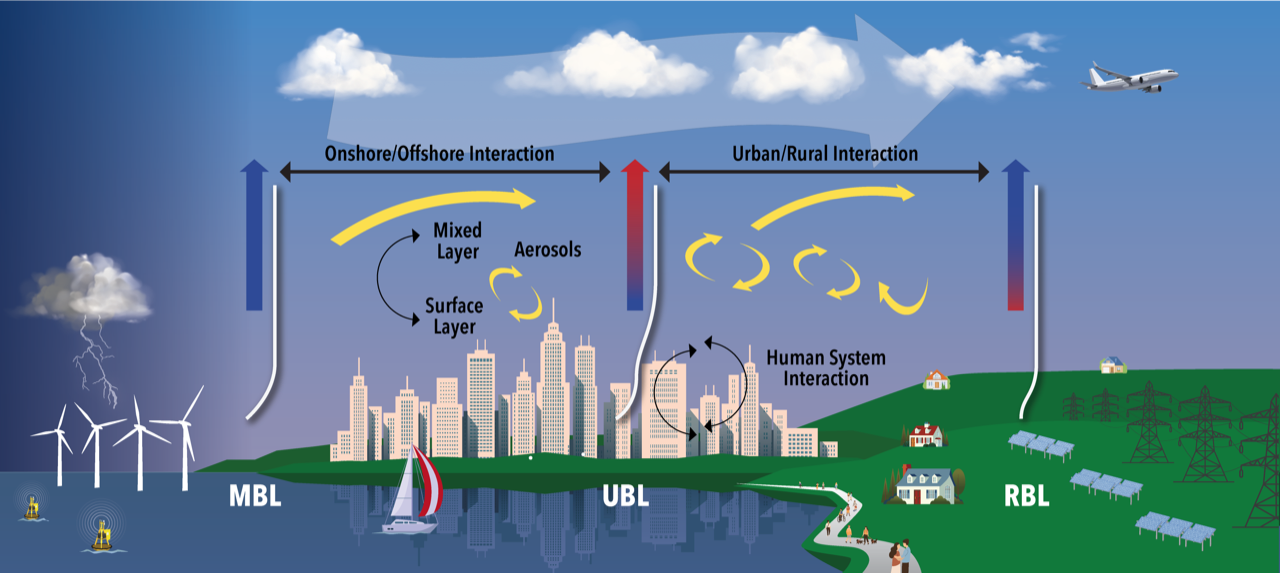 Onshore/Offshore Interaction
Urban/Rural Interaction
Mixed
Layer
Aerosols
Surface
Layer
Human System
Interaction
MBL
UBL
RBL